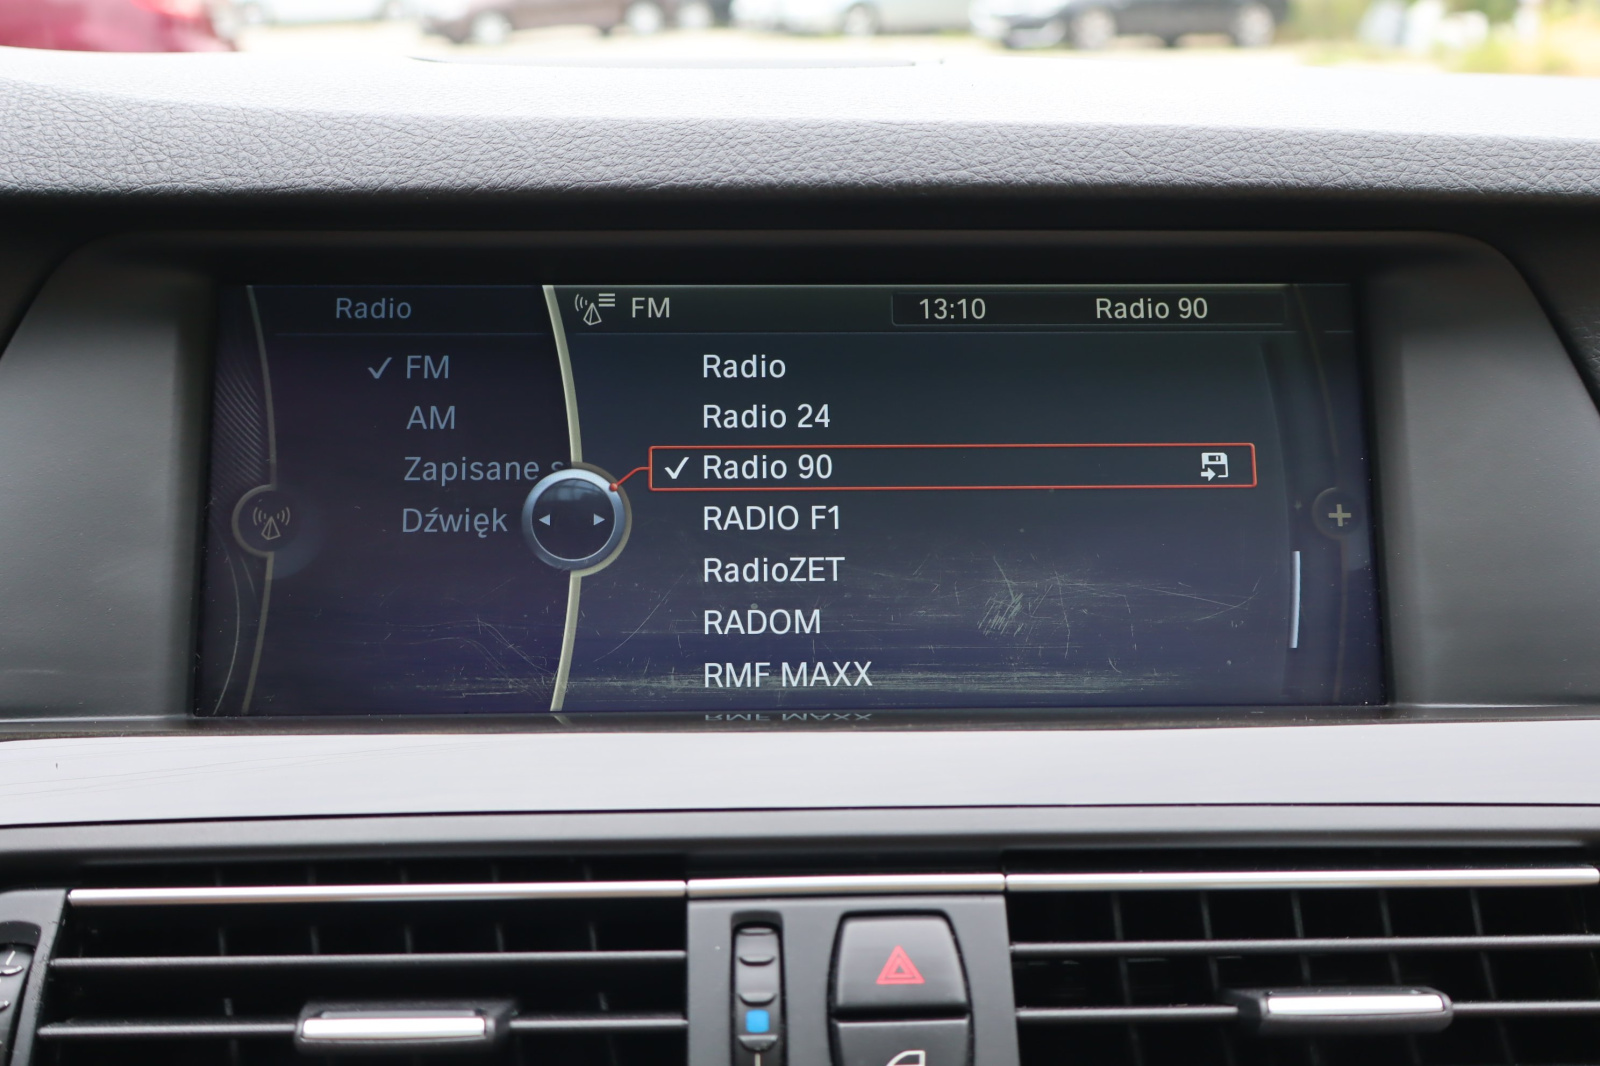 Radio
FM
13:10
Radio 90
FM
AM
Zapisane s
Dźwięk
Radio
Radio 24
Radio 90
RADIO F1
RadioZET
RADOM
RMF MAXX